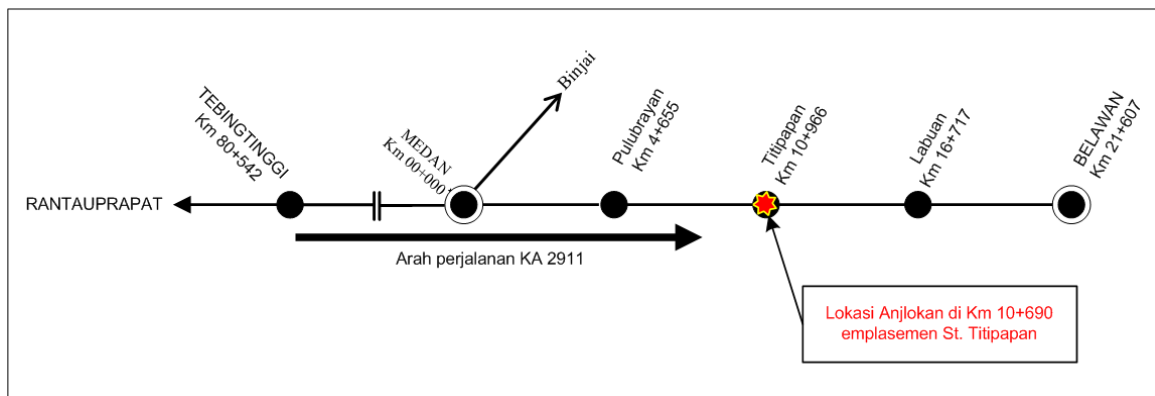 Binjai
TEBINGTINGGI
Km 80+542
MEDAN
Km 00+000
Pulubrayan
Km 4+655
Titipapan
Km 10+966
Labuan
Km 16+717
BELAWAN
Km 21+607
RANTAUPRAPAT
Arah perjalanan KA 2911
Lokasi Anjlokan di Km 10+690
emplasemen St. Titipapan